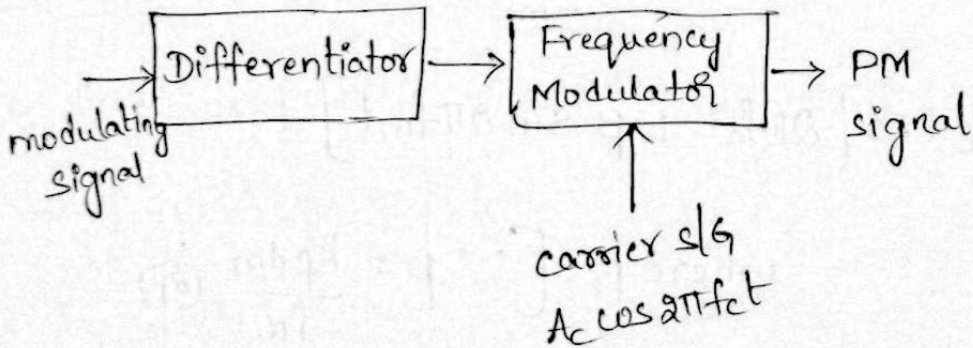 Differentiator
Frequency
Modulator
PM
signal
modulating
signal
carrier s/G
Ac cos 2πfct